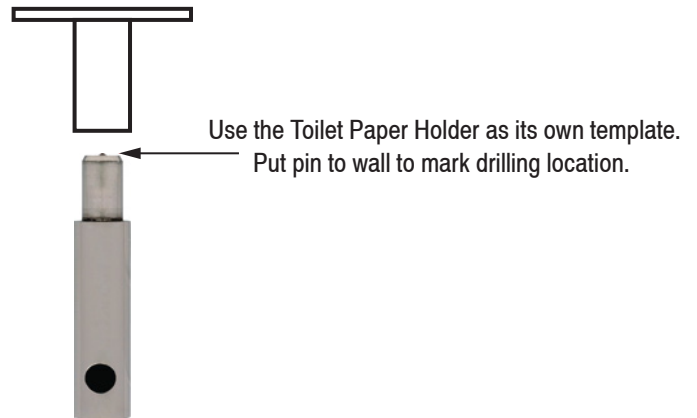 Use the Toilet Paper Holder as its own template.
Put pin to wall to mark drilling location.